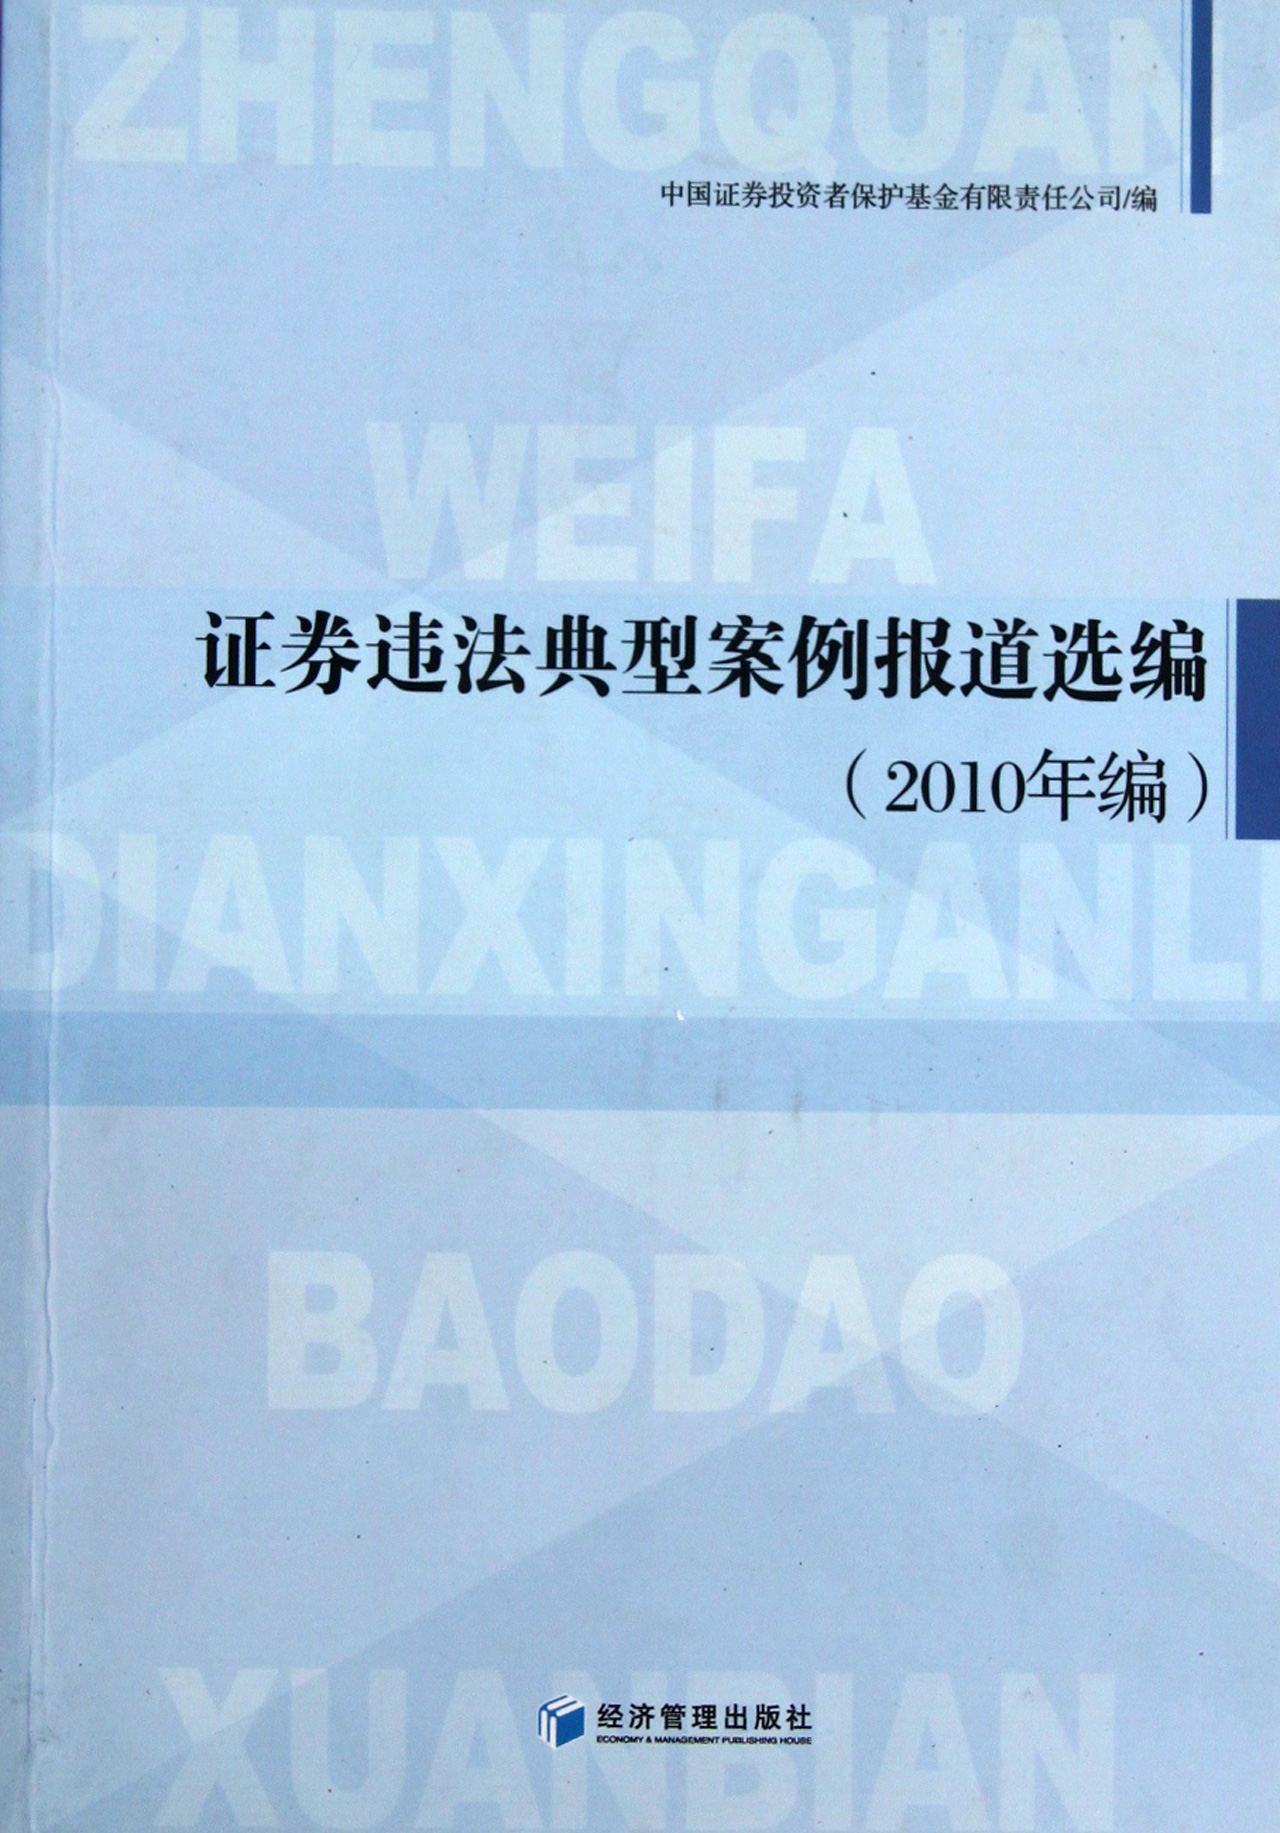 ZHENGQUAN
中国证券投资者保护基金有限责任公司/编
WEIFA
证券违法典型案例报道选编
（2010年编）
DIANXINGANLI
BAODAO
XUANBIAN
经济管理出版社
ECONOMY & MANAGEMENT PUBLISHING HOUSE